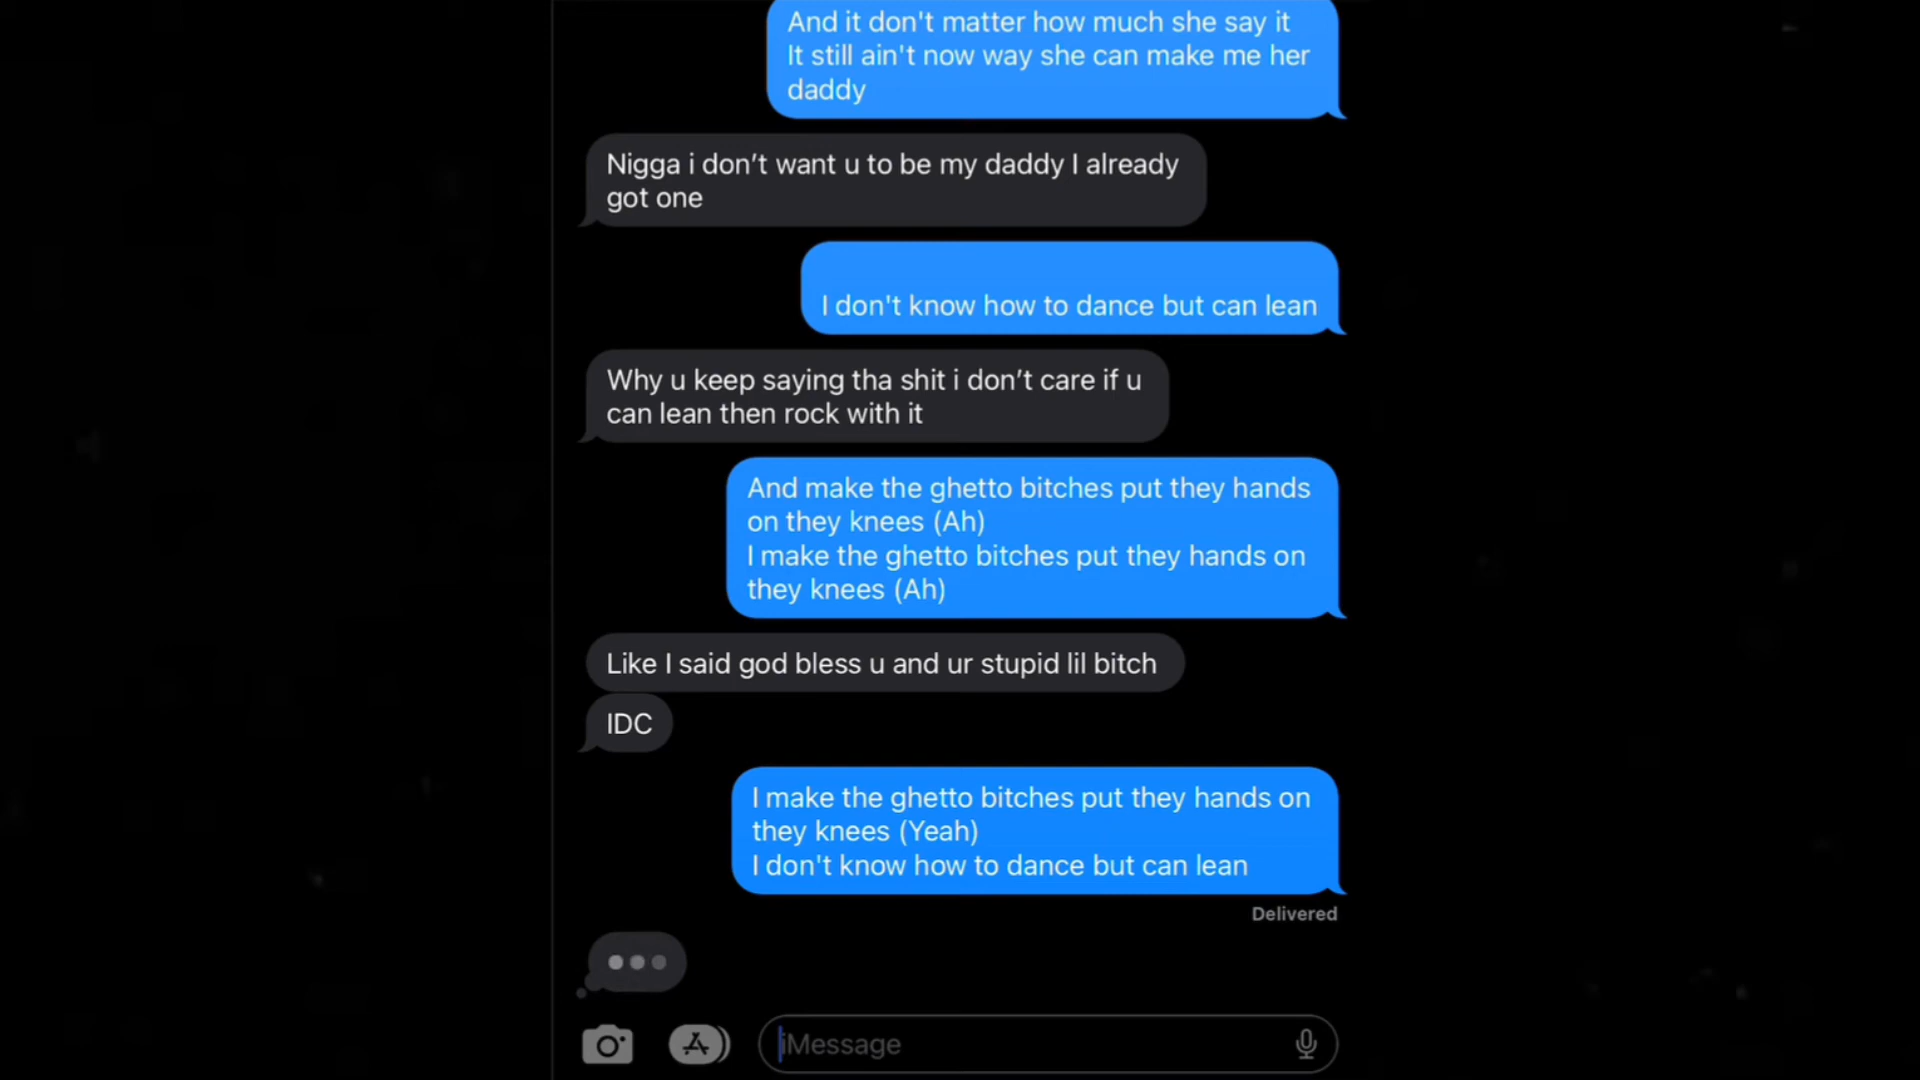 And it don't matter how much she say it
It still ain't now way she can make me her
daddy
Nigga i don’t want u to be my daddy I already
got one
I don't know how to dance but can lean
Why u keep saying tha shit i don’t care if u
can lean then rock with it
And make the ghetto bitches put they hands
on they knees (Ah)
I make the ghetto bitches put they hands on
they knees (Ah)
Like I said god bless u and ur stupid lil bitch
IDC
I make the ghetto bitches put they hands on
they knees (Yeah)
I don't know how to dance but can lean
Delivered
iMessage